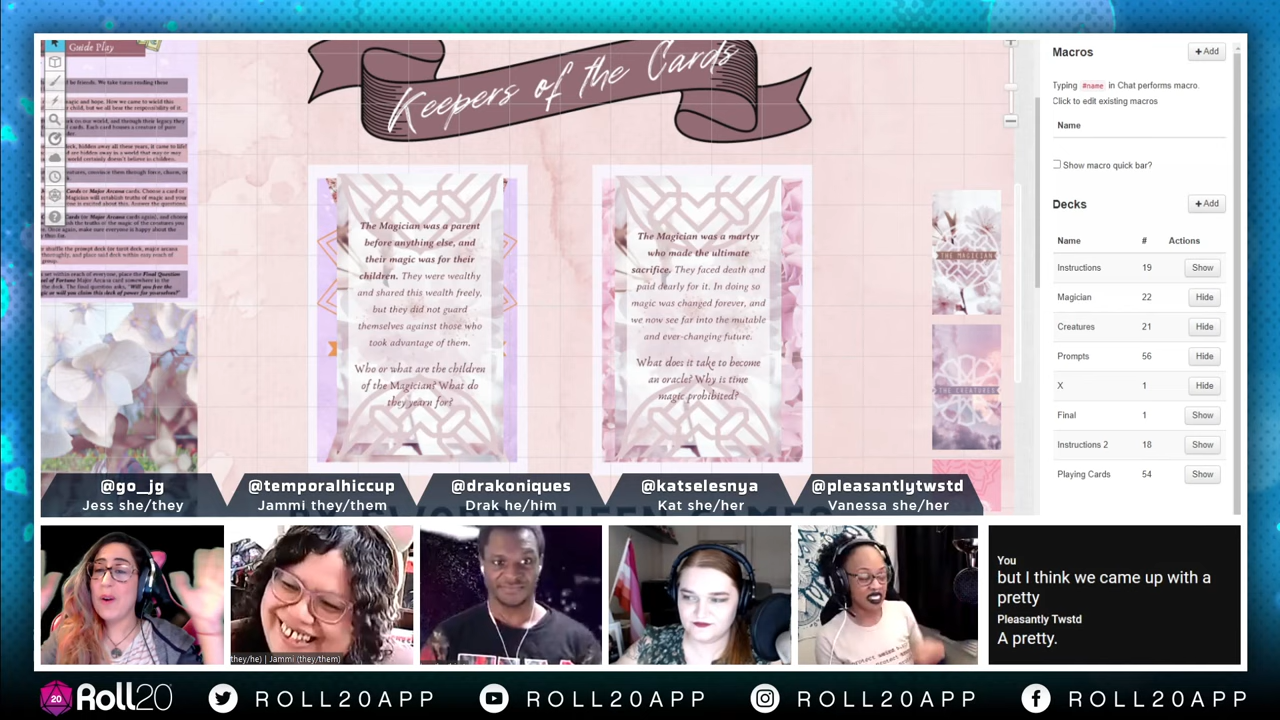 Guide Play
Keepers of the Cards
The Magician was a parent
before anything else, and
their magic was for their
children. They were wealthy
and shared this wealth freely,
but they did not guard
themselves against those who
took advantage of them.
Who or what are the children
of the Magician? What do
they yearn for?
The Magician was a martyr
who made the ultimate
sacrifice. They faced death and
paid dearly for it. In doing so
magic was changed forever, and
we now see far into the mutable
and ever-changing future.
What does it take to become
an oracle? Why is time
magic prohibited?
THE MAGICIAN
THE CREATURES
Macros
+ Add
Typing #name in Chat performs macro.
Click to edit existing macros
Name
Show macro quick bar?
Decks
+ Add
Name # Actions
Instructions 19 Show
Magician 22 Hide
Creatures 21 Hide
Prompts 56 Hide
X 1 Hide
Final 1 Show
Instructions 2 18 Show
Playing Cards 54 Show
@go_jg
Jess she/they
@temporalhiccup
Jammi they/them
@drakoniques
Drak he/him
@katselesnya
Kat she/her
@pleasantlytwstd
Vanessa she/her
they/he) | Jammi (they/them)
You
but I think we came up with a
pretty
Pleasantly Twstd
A pretty.
20 Roll20
ROLL20APP
ROLL20APP
ROLL20APP
ROLL20APP